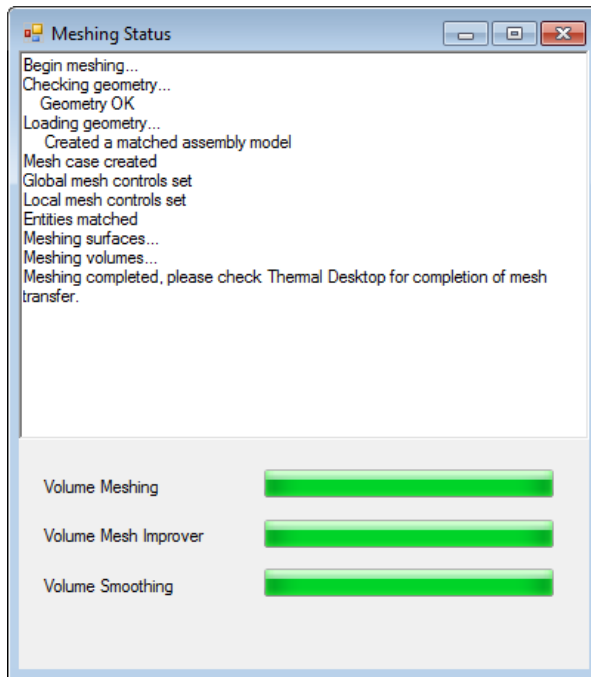 Meshing Status
Begin meshing...
Checking geometry...
Geometry OK
Loading geometry...
Created a matched assembly model
Mesh case created
Global mesh controls set
Local mesh controls set
Entities matched
Meshing surfaces...
Meshing volumes...
Meshing completed, please check Thermal Desktop for completion of mesh
transfer.
Volume Meshing
Volume Mesh Improver
Volume Smoothing